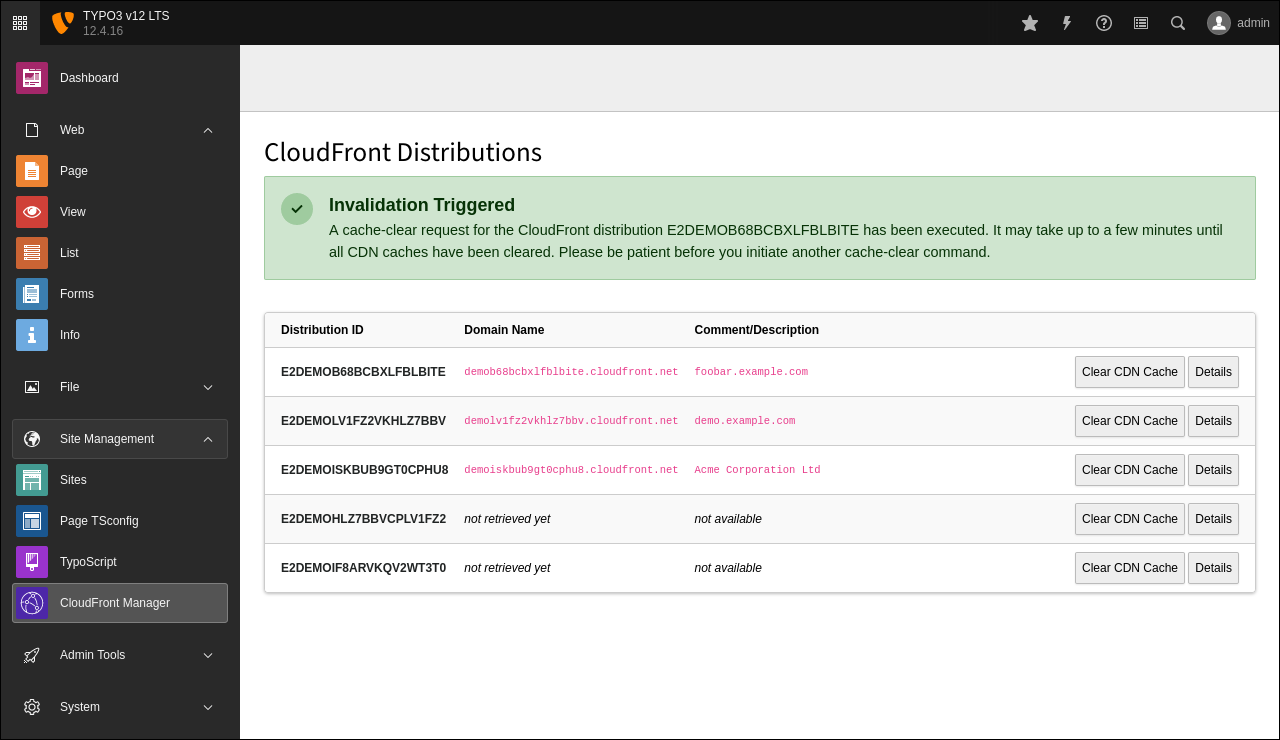 TYPO3 v12 LTS
12.4.16
admin
Dashboard
Web
Page
View
List
Forms
Info
File
Site Management
Sites
Page TSconfig
TypoScript
CloudFront Manager
Admin Tools
System
CloudFront Distributions
Invalidation Triggered
A cache-clear request for the CloudFront distribution E2DEMOB68BCBXLFBLBITE has been executed. It may take up to a few minutes until
all CDN caches have been cleared. Please be patient before you initiate another cache-clear command.
Distribution ID Domain Name Comment/Description
E2DEMOB68BCBXLFBLBITE demob68bcbxlfblbite.cloudfront.net foobar.example.com Clear CDN Cache Details
E2DEMOLV1FZ2VKHLZ7BBV demolv1fz2vkhlz7bbv.cloudfront.net demo.example.com Clear CDN Cache Details
E2DEMOISKBUB9GT0CPHU8 demoiskbub9gt0cphu8.cloudfront.net Acme Corporation Ltd Clear CDN Cache Details
E2DEMOHLZ7BBVCPLV1FZ2 not retrieved yet not available Clear CDN Cache Details
E2DEMOIF8ARVKQV2WT3T0 not retrieved yet not available Clear CDN Cache Details